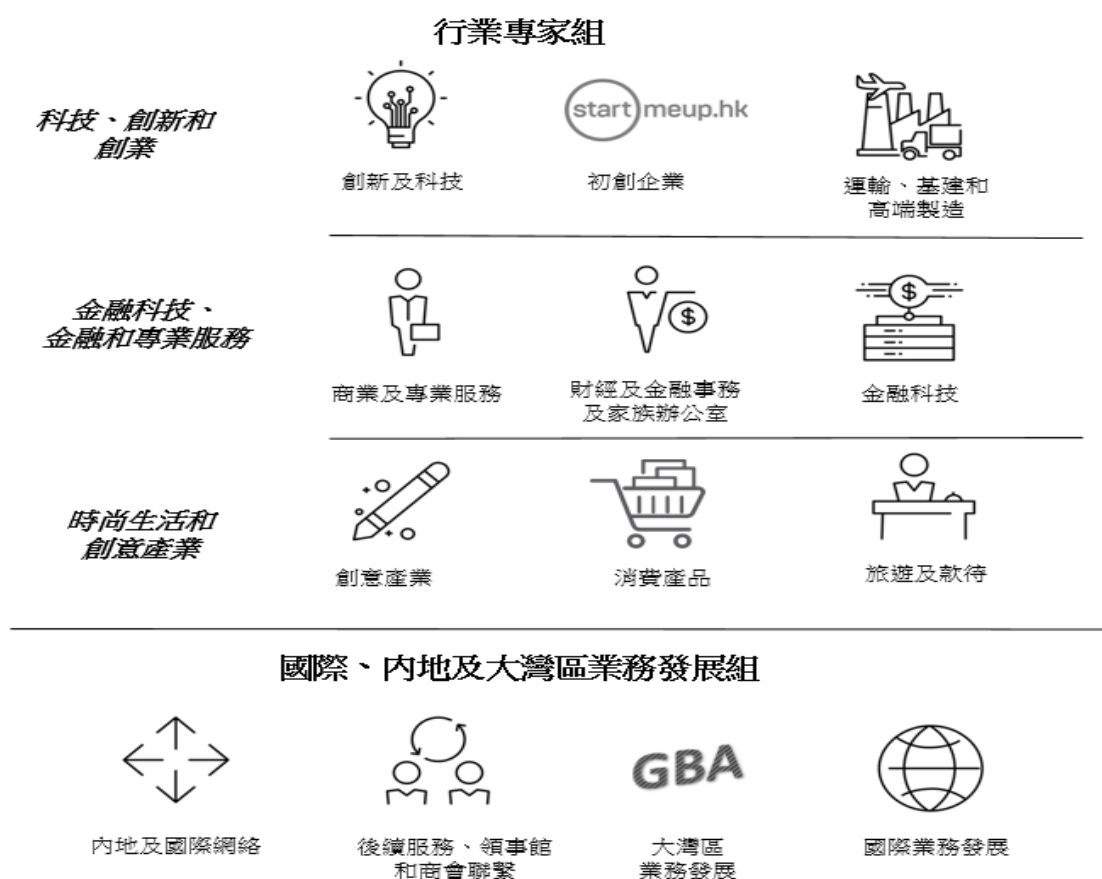 行業專家組
科技、創新和
創業
start meup.hk
創新及科技
初創企業
運輸、基建和
高端製造
金融科技、
金融和專業服務
$
$
商業及專業服務
財經及金融事務
及家族辦公室
金融科技
時尚生活和
創意產業
創意產業
消費產品
旅遊及款待
國際、內地及大灣區業務發展組
GBA
內地及國際網絡
後續服務、領事館
和商會聯繫
大灣區
業務發展
國際業務發展